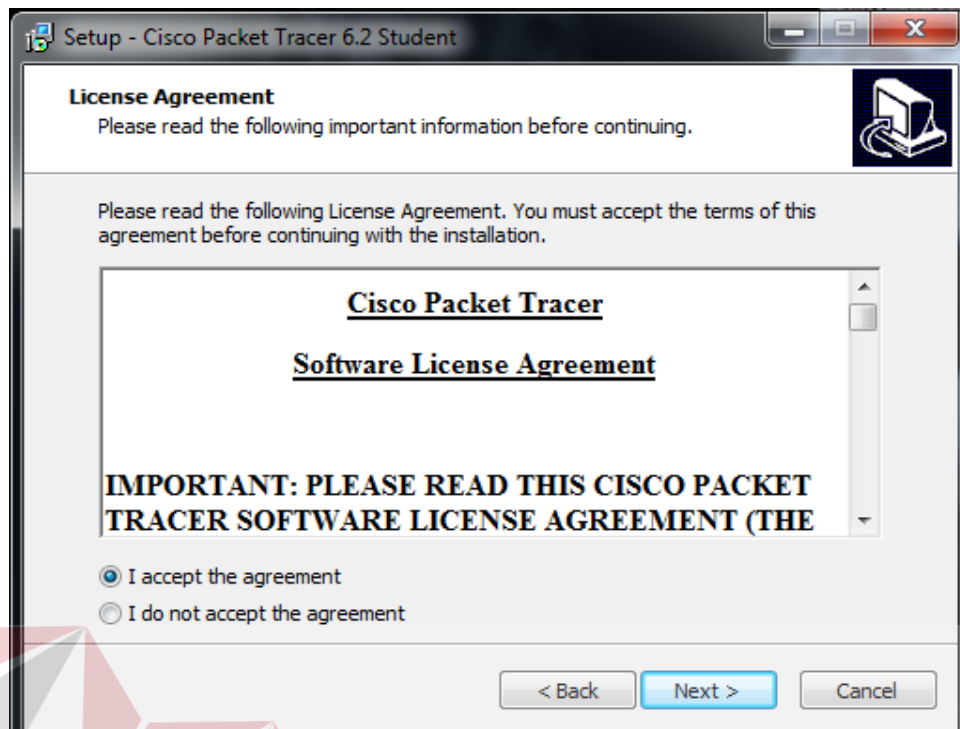 Setup - Cisco Packet Tracer 6.2 Student
License Agreement
Please read the following important information before continuing.
Please read the following License Agreement. You must accept the terms of this
agreement before continuing with the installation.
Cisco Packet Tracer
Software License Agreement
IMPORTANT: PLEASE READ THIS CISCO PACKET
TRACER SOFTWARE LICENSE AGREEMENT (THE
I accept the agreement
I do not accept the agreement
< Back Next > Cancel